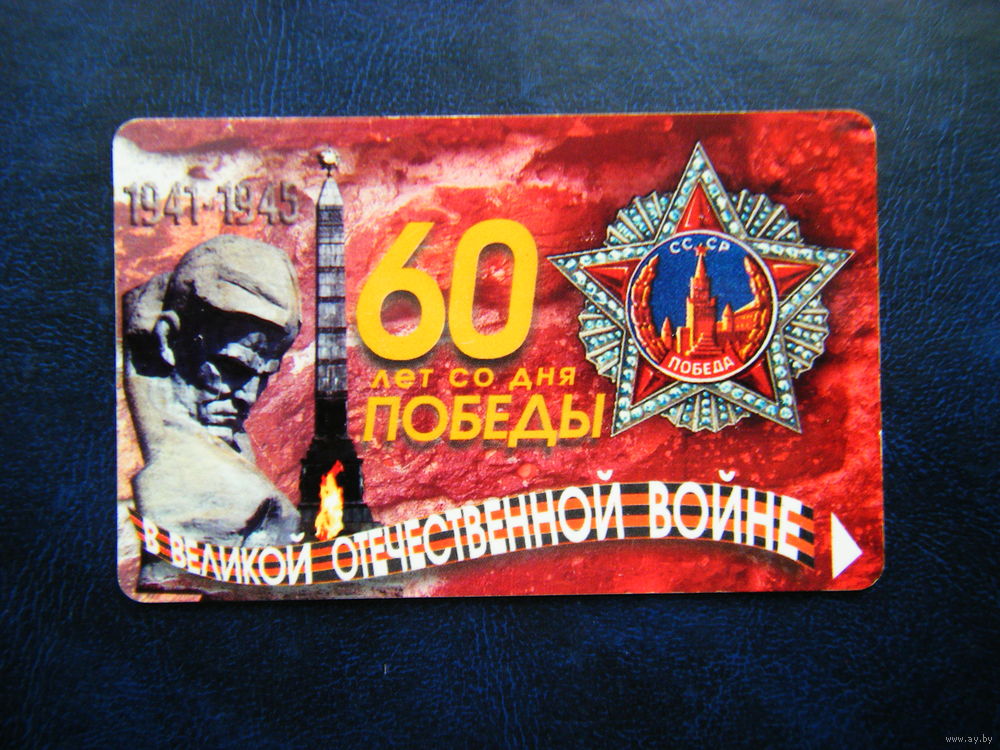 1941-1945
60
лет со дня
ПОБЕДЫ
СССР
ПОБЕДА
В ВЕЛИКОЙ ОТЕЧЕСТВЕННОЙ ВОЙНЕ
www.ay.by